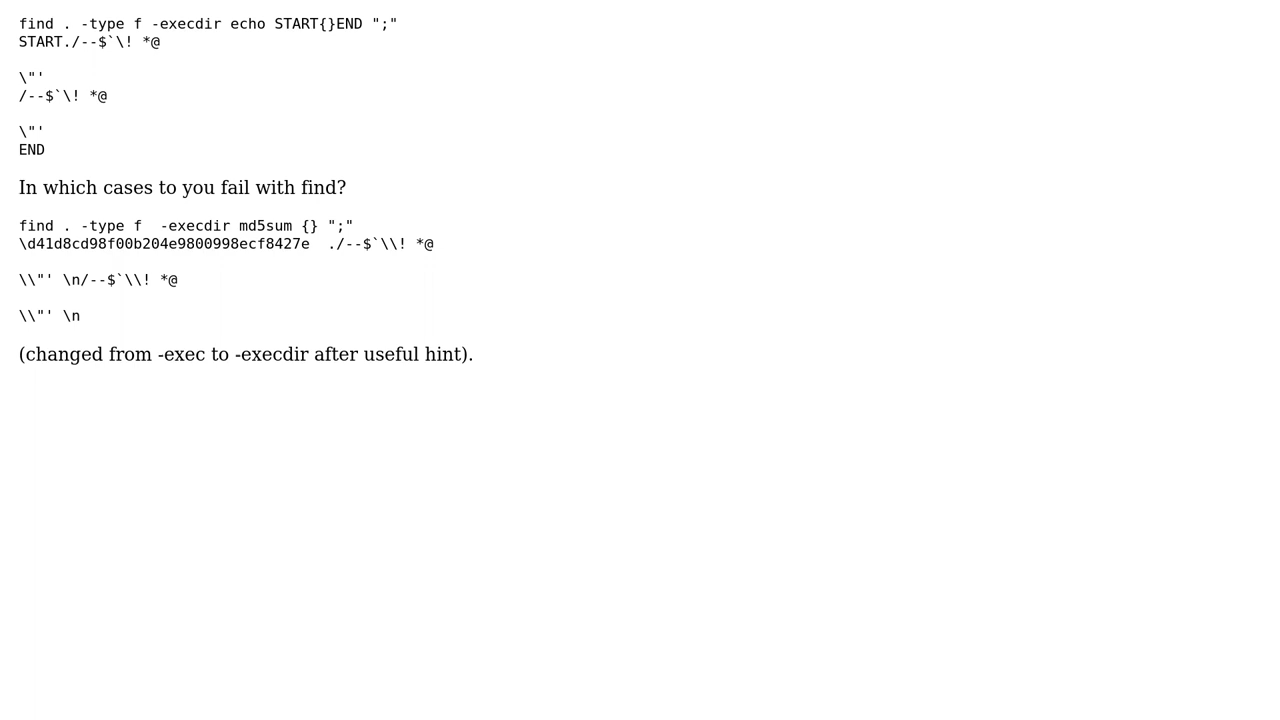 find . -type f -execdir echo START{}END ";"
START./--$`\! *@
\"'
/--$`\! *@
\"'
END
In which cases to you fail with find?
find . -type f  -execdir md5sum {} ";"
\d41d8cd98f00b204e9800998ecf8427e  ./--$`\\! *@
\\"' \n/--$`\\! *@
\\"' \n
(changed from -exec to -execdir after useful hint).